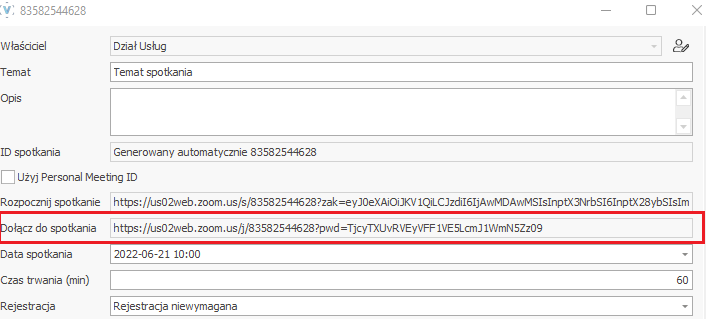 83582544628
Właściciel Dział Usług
Temat Temat spotkania
Opis
ID spotkania Generowany automatycznie 83582544628
Użyj Personal Meeting ID
Rozpocznij spotkanie https://us02web.zoom.us/s/83582544628?zak=eyJ0eXAiOiJKV1QiLCJzdiI6IjAwMDAwMSIsInptX3NrbSI6InptX28ybSIsIm
Dołącz do spotkania https://us02web.zoom.us/j/83582544628?pwd=TjcyTXUvRVEyVFF1VE5LcmJ1WmN5Zz09
Data spotkania 2022-06-21 10:00
Czas trwania (min) 60
Rejestracja Rejestracja niewymagana